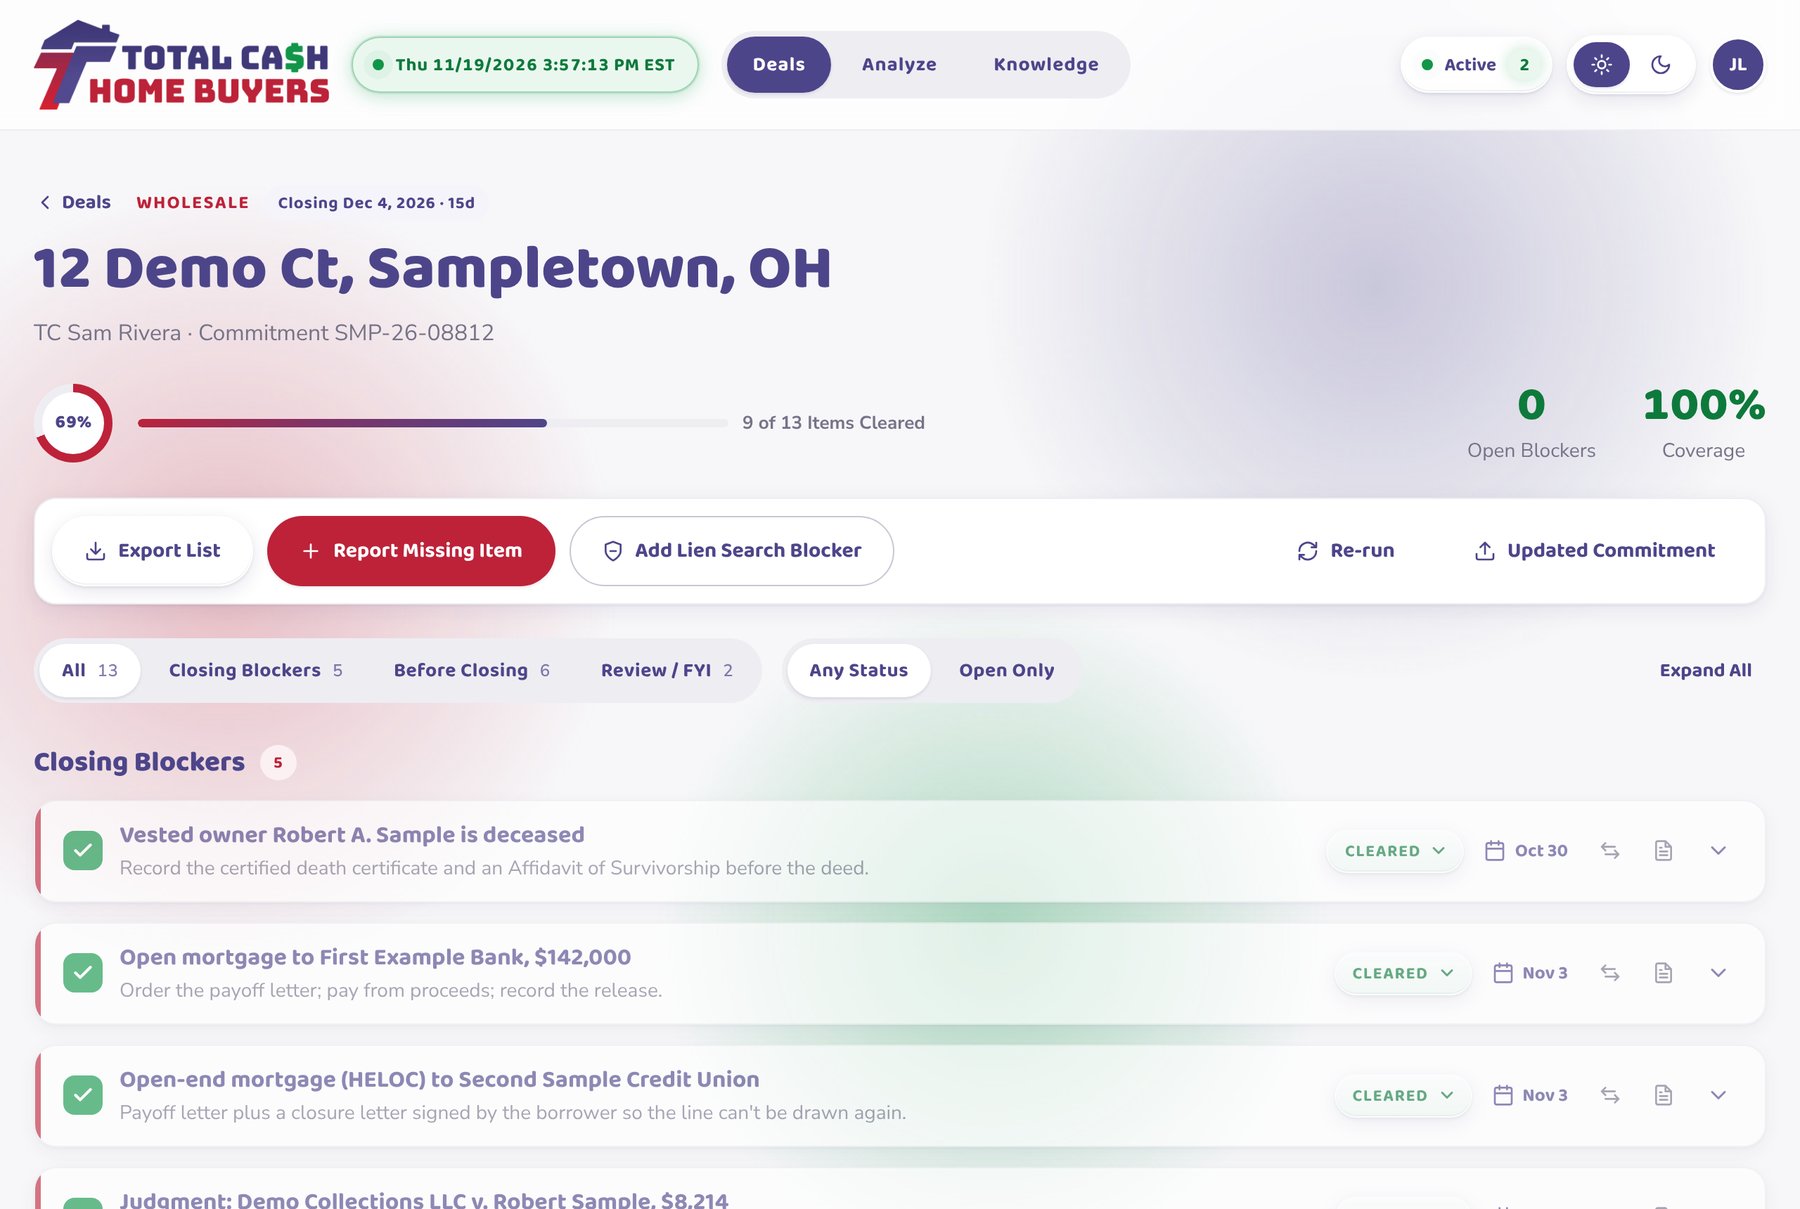 TOTAL CA$H
HOME BUYERS
Thu 11/19/2026 3:57:13 PM EST
Deals
Analyze
Knowledge
Active 2
JL
Deals
WHOLESALE
Closing Dec 4, 2026 · 15d
12 Demo Ct, Sampletown, OH
TC Sam Rivera · Commitment SMP-26-08812
69%
9 of 13 Items Cleared
0
Open Blockers
100%
Coverage
Export List
Report Missing Item
Add Lien Search Blocker
Re-run
Updated Commitment
All 13
Closing Blockers 5
Before Closing 6
Review / FYI 2
Any Status
Open Only
Expand All
Closing Blockers 5
Vested owner Robert A. Sample is deceased
Record the certified death certificate and an Affidavit of Survivorship before the deed.
CLEARED
Oct 30
Open mortgage to First Example Bank, $142,000
Order the payoff letter; pay from proceeds; record the release.
CLEARED
Nov 3
Open-end mortgage (HELOC) to Second Sample Credit Union
Payoff letter plus a closure letter signed by the borrower so the line can't be drawn again.
CLEARED
Nov 3
Judgment: Demo Collections LLC v. Robert Sample, $8,214